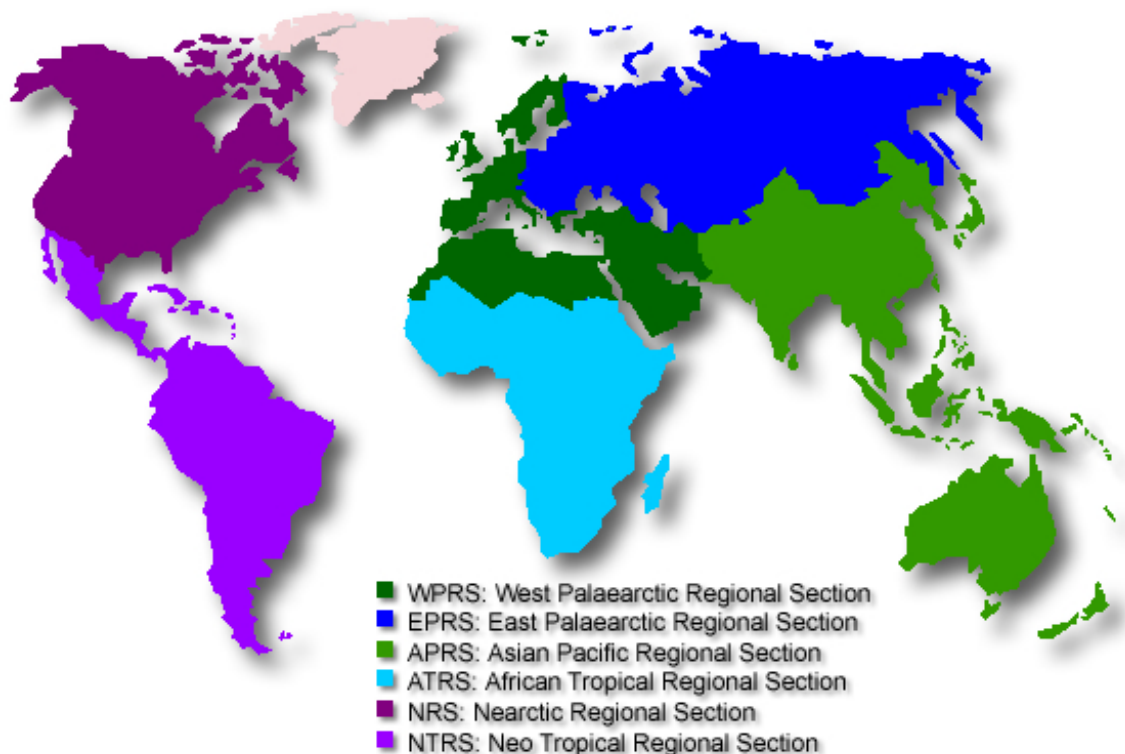 WPRS: West Palaearctic Regional Section
EPRS: East Palaearctic Regional Section
APRS: Asian Pacific Regional Section
ATRS: African Tropical Regional Section
NRS: Nearctic Regional Section
NTRS: Neo Tropical Regional Section